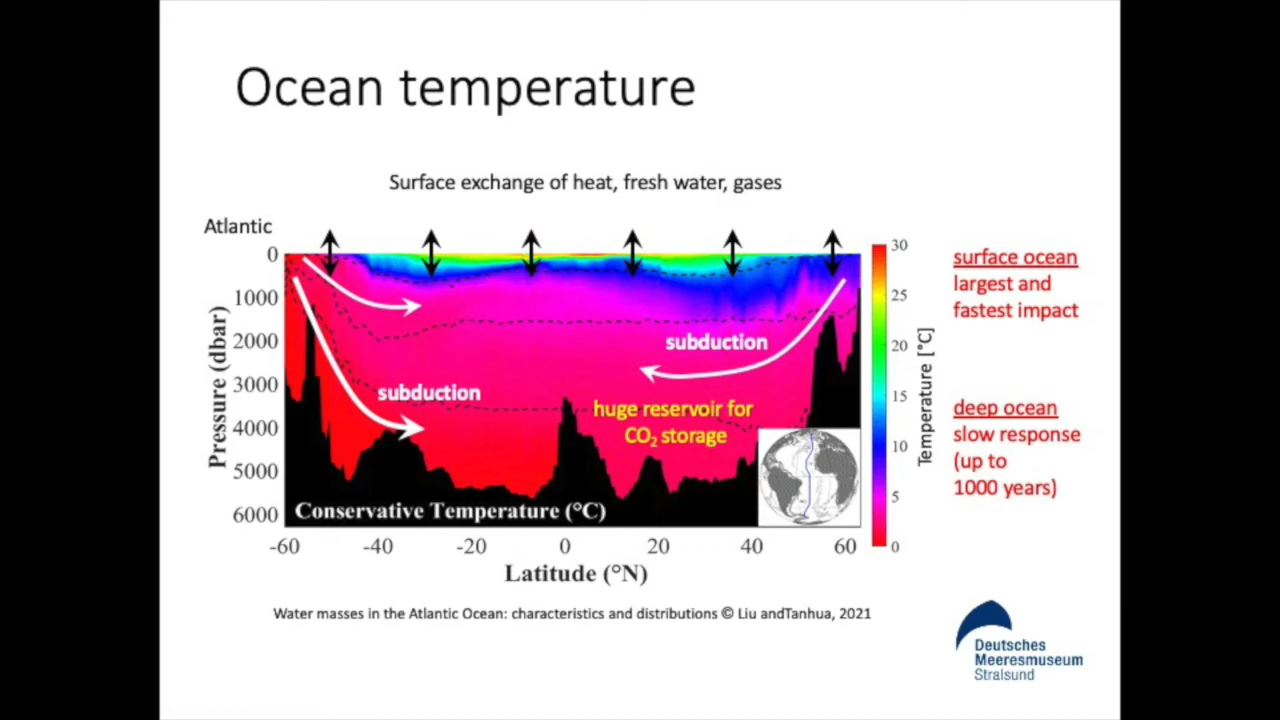 Ocean temperature
Surface exchange of heat, fresh water, gases
Atlantic
0
1000
2000
3000
4000
5000
6000
Pressure (dbar)
subduction
subduction
huge reservoir for
CO₂ storage
Conservative Temperature (°C)
-60
-40
-20
0
20
40
60
Latitude (°N)
30
25
20
15
10
5
0
Temperature [°C]
surface ocean
largest and
fastest impact
deep ocean
slow response
(up to
1000 years)
Water masses in the Atlantic Ocean: characteristics and distributions © Liu andTanhua, 2021
Deutsches
Meeresmuseum
Stralsund